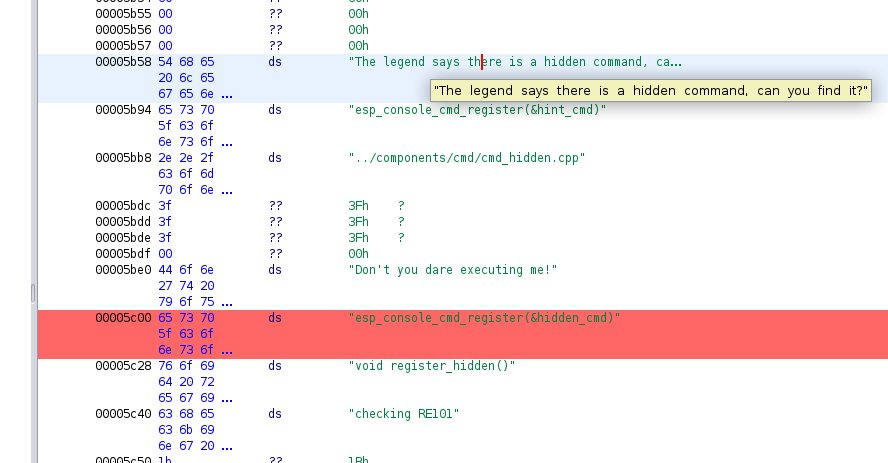 00005b55 00 ?? 00h
00005b56 00 ?? 00h
00005b57 00 ?? 00h
00005b58 54 68 65 ds "The legend says there is a hidden command, ca...
20 6c 65
67 65 6e ...
"The legend says there is a hidden command, can you find it?"
00005b94 65 73 70 ds "esp_console_cmd_register(&hint_cmd)"
5f 63 6f
6e 73 6f ...
00005bb8 2e 2e 2f ds "../components/cmd/cmd_hidden.cpp"
63 6f 6d
70 6f 6e ...
00005bdc 3f ?? 3Fh ?
00005bdd 3f ?? 3Fh ?
00005bde 3f ?? 3Fh ?
00005bdf 00 ?? 00h
00005be0 44 6f 6e ds "Don't you dare executing me!"
27 74 20
79 6f 75 ...
00005c00 65 73 70 ds "esp_console_cmd_register(&hidden_cmd)"
5f 63 6f
6e 73 6f ...
00005c28 76 6f 69 ds "void register_hidden()"
64 20 72
65 67 69 ...
00005c40 63 68 65 ds "checking RE101"
63 6b 69
6e 67 20 ...
00005c50 1b ?? 1Bh